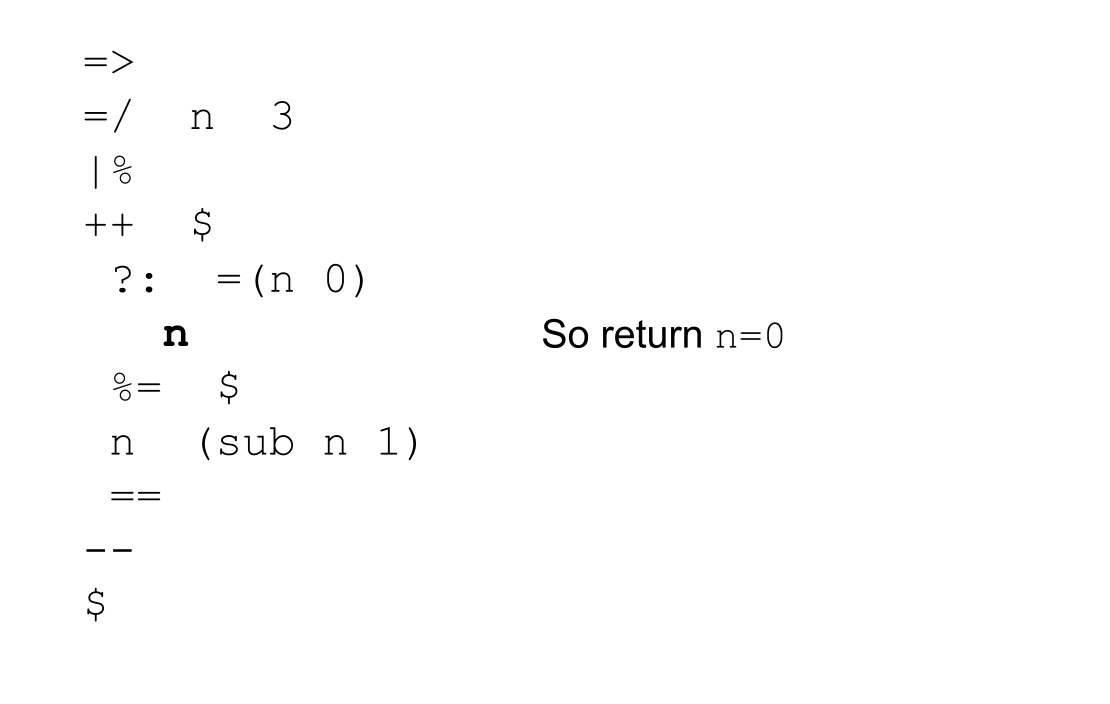 =>
=/  n  3
|%
++  $
 ?:  =(n 0)
   n    So return n=0
 %=  $
 n  (sub n 1)
 ==
--
$